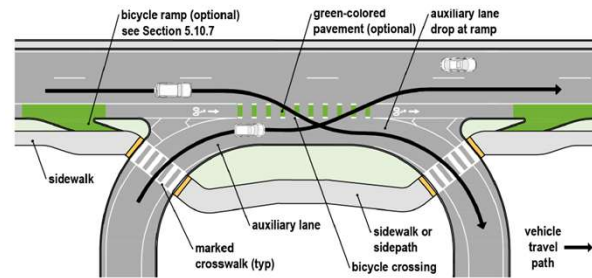 bicycle ramp (optional)
see Section 5.10.7
green-colored
pavement (optional)
auxiliary lane
drop at ramp
sidewalk
marked
crosswalk (typ)
auxiliary lane
sidewalk or
sidepath
bicycle crossing
vehicle
travel
path